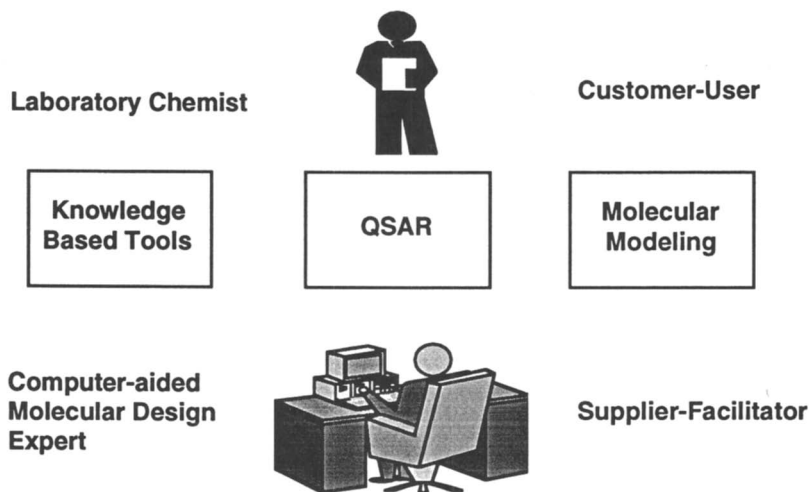 Laboratory Chemist
Customer-User
Knowledge
Based Tools
QSAR
Molecular
Modeling
Computer-aided
Molecular Design
Expert
Supplier-Facilitator